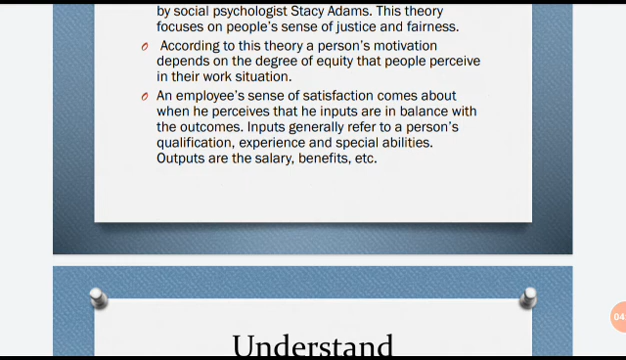 by social psychologist Stacy Adams. This theory
focuses on people's sense of justice and fairness.
According to this theory a person's motivation
depends on the degree of equity that people perceive
in their work situation.
An employee's sense of satisfaction comes about
when he perceives that he inputs are in balance with
the outcomes. Inputs generally refer to a person's
qualification, experience and special abilities.
Outputs are the salary, benefits, etc.
04
Understand